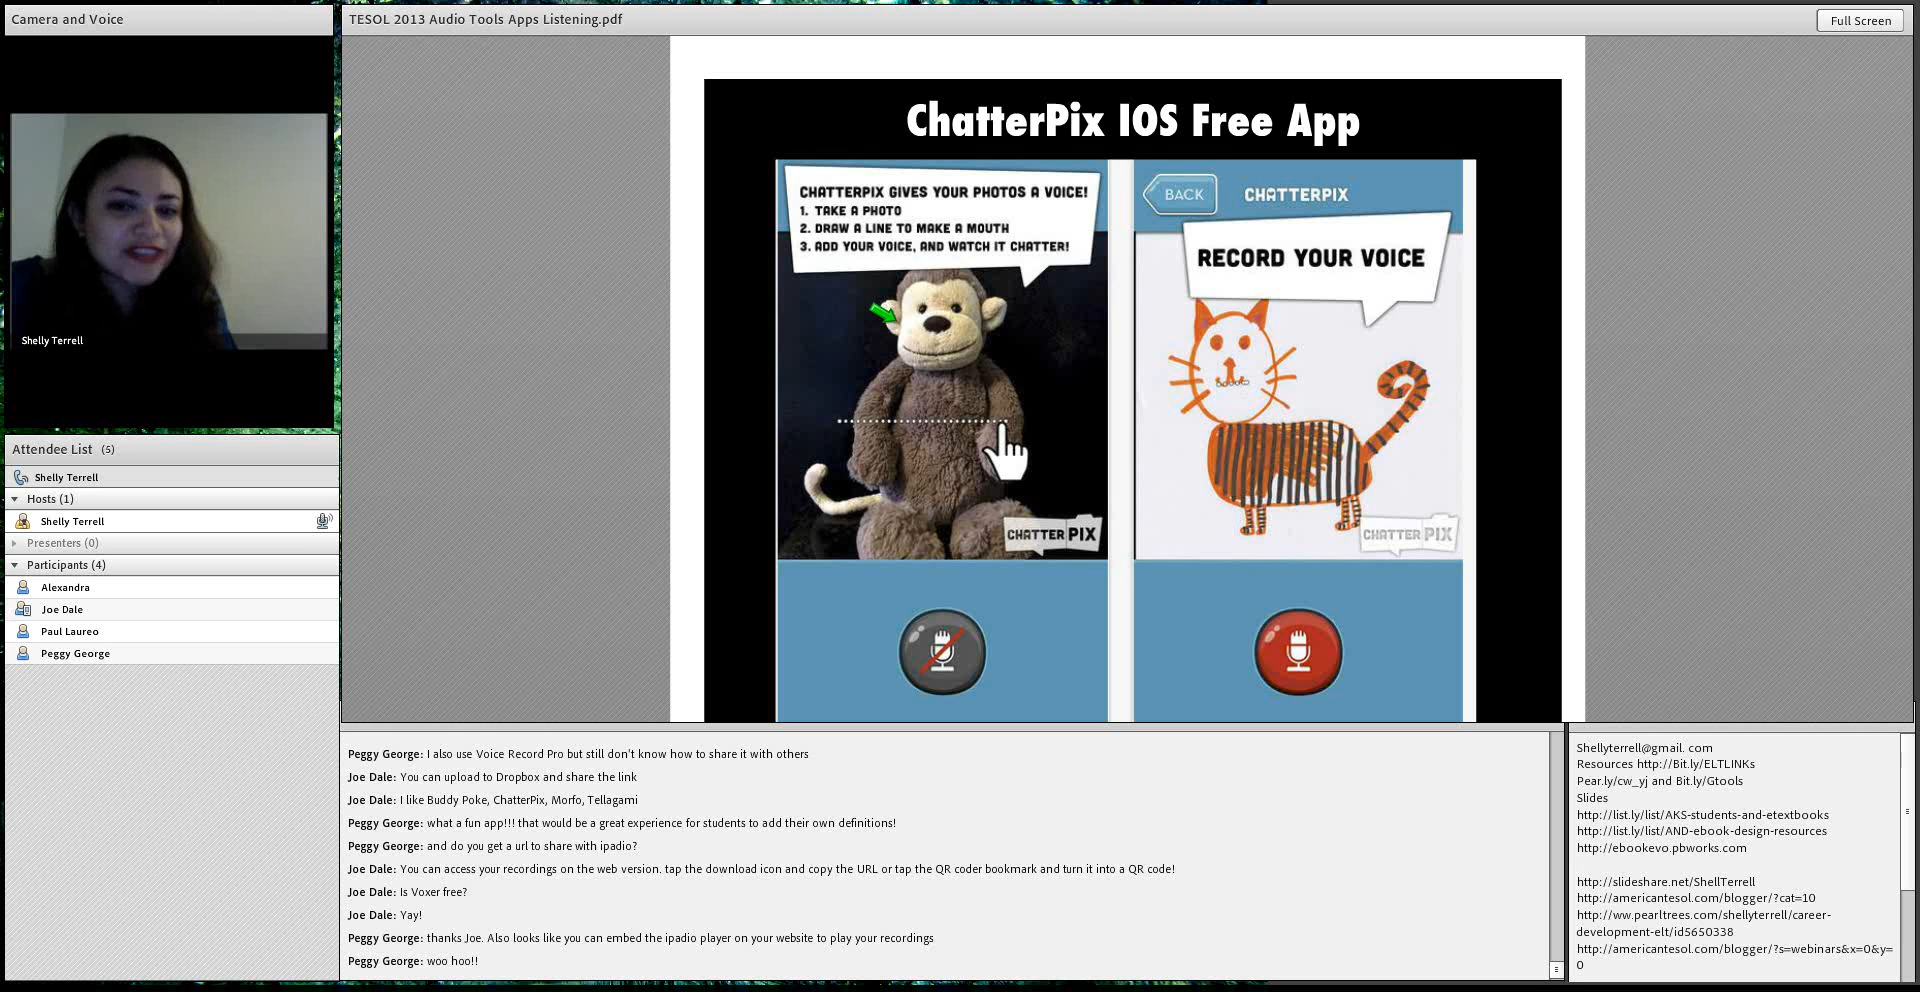 Camera and Voice
Shelly Terrell
Attendee List (5)
Shelly Terrell
Hosts (1)
Shelly Terrell
Presenters (0)
Participants (4)
Alexandra
Joe Dale
Paul Laureo
Peggy George
TESOL 2013 Audio Tools Apps Listening.pdf
Full Screen
ChatterPix IOS Free App
CHATTERPIX GIVES YOUR PHOTOS A VOICE!
1. TAKE A PHOTO
2. DRAW A LINE TO MAKE A MOUTH
3. ADD YOUR VOICE, AND WATCH IT CHATTER!
CHATTER PIX
BACK
CHATTERPIX
RECORD YOUR VOICE
CHATTER PIX
Peggy George: I also use Voice Record Pro but still don't know how to share it with others
Joe Dale: You can upload to Dropbox and share the link
Joe Dale: I like Buddy Poke, ChatterPix, Morfo, Tellagami
Peggy George: what a fun app!!! that would be a great experience for students to add their own definitions!
Peggy George: and do you get a url to share with ipadio?
Joe Dale: You can access your recordings on the web version. tap the download icon and copy the URL or tap the QR coder bookmark and turn it into a QR code!
Joe Dale: Is Voxer free?
Joe Dale: Yay!
Peggy George: thanks Joe. Also looks like you can embed the ipadio player on your website to play your recordings
Peggy George: woo hoo!!
Shellyterrell@gmail. com
Resources http://Bit.ly/ELTLINKs
Pear.ly/cw_yj and Bit.ly/Gtools
Slides
http://list.ly/list/AKS-students-and-etextbooks
http://list.ly/list/AND-ebook-design-resources
http://ebookevo.pbworks.com
http://slideshare.net/ShellTerrell
http://americantesol.com/blogger/?cat=10
http://ww.pearltrees.com/shellyterrell/career-
development-elt/id5650338
http://americantesol.com/blogger/?s=webinars&x=0&y=
0